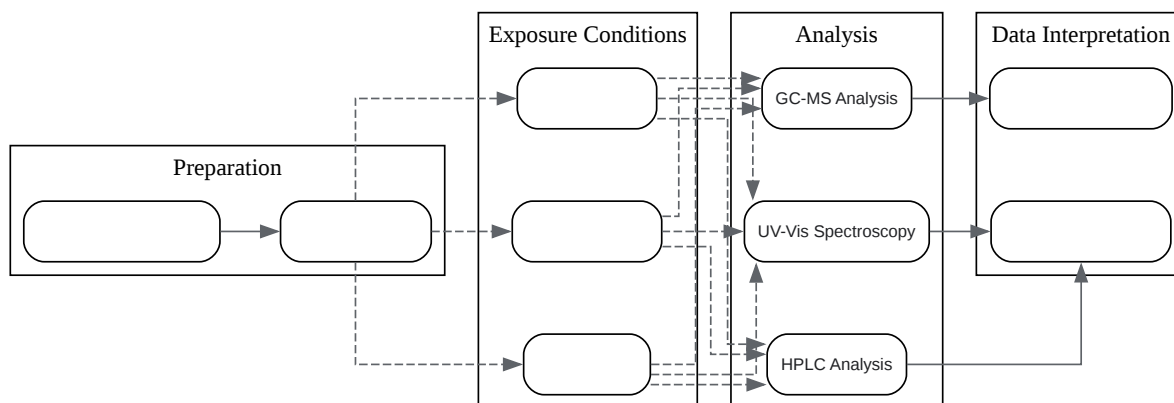 Exposure Conditions
Analysis
Data Interpretation
GC-MS Analysis
Preparation
UV-Vis Spectroscopy
HPLC Analysis